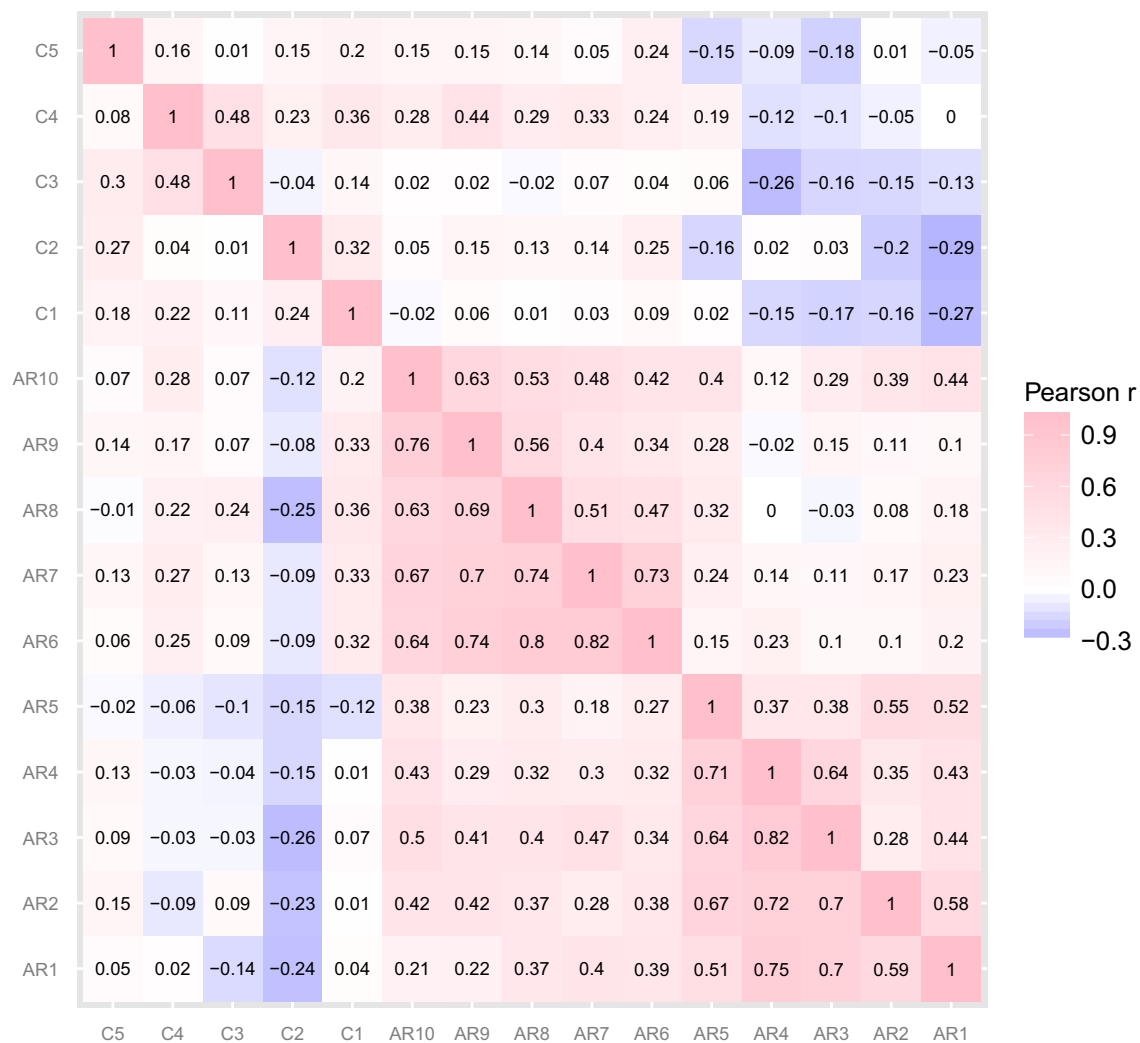 C5 1 0.16 0.01 0.15 0.2 0.15 0.15 0.14 0.05 0.24 −0.15 −0.09 −0.18 0.01 −0.05
C4 0.08 1 0.48 0.23 0.36 0.28 0.44 0.29 0.33 0.24 0.19 −0.12 −0.1 −0.05 0
C3 0.3 0.48 1 −0.04 0.14 0.02 0.02 −0.02 0.07 0.04 0.06 −0.26 −0.16 −0.15 −0.13
C2 0.27 0.04 0.01 1 0.32 0.05 0.15 0.13 0.14 0.25 −0.16 0.02 0.03 −0.2 −0.29
C1 0.18 0.22 0.11 0.24 1 −0.02 0.06 0.01 0.03 0.09 0.02 −0.15 −0.17 −0.16 −0.27
AR10 0.07 0.28 0.07 −0.12 0.2 1 0.63 0.53 0.48 0.42 0.4 0.12 0.29 0.39 0.44
AR9 0.14 0.17 0.07 −0.08 0.33 0.76 1 0.56 0.4 0.34 0.28 −0.02 0.15 0.11 0.1
AR8 −0.01 0.22 0.24 −0.25 0.36 0.63 0.69 1 0.51 0.47 0.32 0 −0.03 0.08 0.18
AR7 0.13 0.27 0.13 −0.09 0.33 0.67 0.7 0.74 1 0.73 0.24 0.14 0.11 0.17 0.23
AR6 0.06 0.25 0.09 −0.09 0.32 0.64 0.74 0.8 0.82 1 0.15 0.23 0.1 0.1 0.2
AR5 −0.02 −0.06 −0.1 −0.15 −0.12 0.38 0.23 0.3 0.18 0.27 1 0.37 0.38 0.55 0.52
AR4 0.13 −0.03 −0.04 −0.15 0.01 0.43 0.29 0.32 0.3 0.32 0.71 1 0.64 0.35 0.43
AR3 0.09 −0.03 −0.03 −0.26 0.07 0.5 0.41 0.4 0.47 0.34 0.64 0.82 1 0.28 0.44
AR2 0.15 −0.09 0.09 −0.23 0.01 0.42 0.42 0.37 0.28 0.38 0.67 0.72 0.7 1 0.58
AR1 0.05 0.02 −0.14 −0.24 0.04 0.21 0.22 0.37 0.4 0.39 0.51 0.75 0.7 0.59 1
C5 C4 C3 C2 C1 AR10 AR9 AR8 AR7 AR6 AR5 AR4 AR3 AR2 AR1
Pearson r
0.9
0.6
0.3
0.0
−0.3